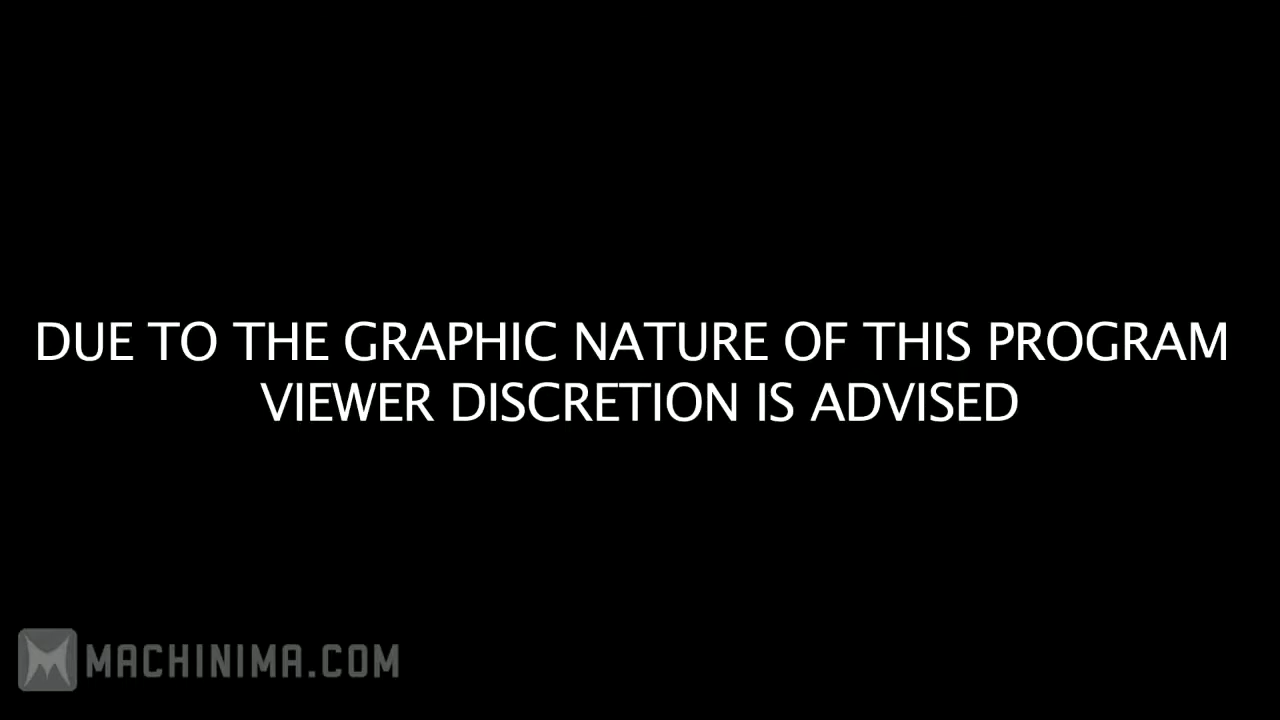 DUE TO THE GRAPHIC NATURE OF THIS PROGRAM
VIEWER DISCRETION IS ADVISED
MACHINIMA.COM